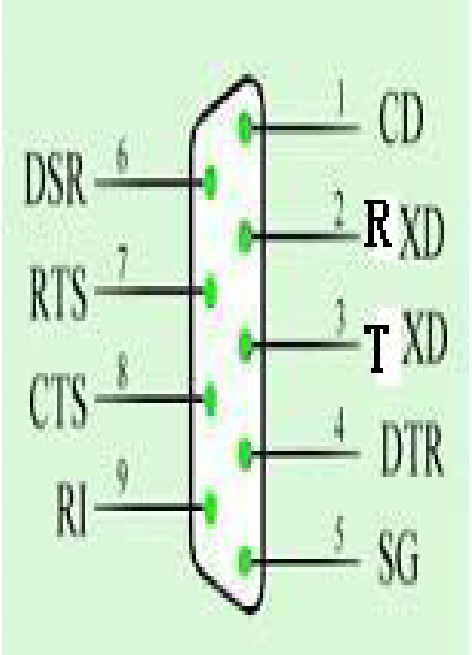 1 CD
DSR 6
2 RXD
RTS 7
3 TXD
CTS 8
4 DTR
RI 9
5 SG